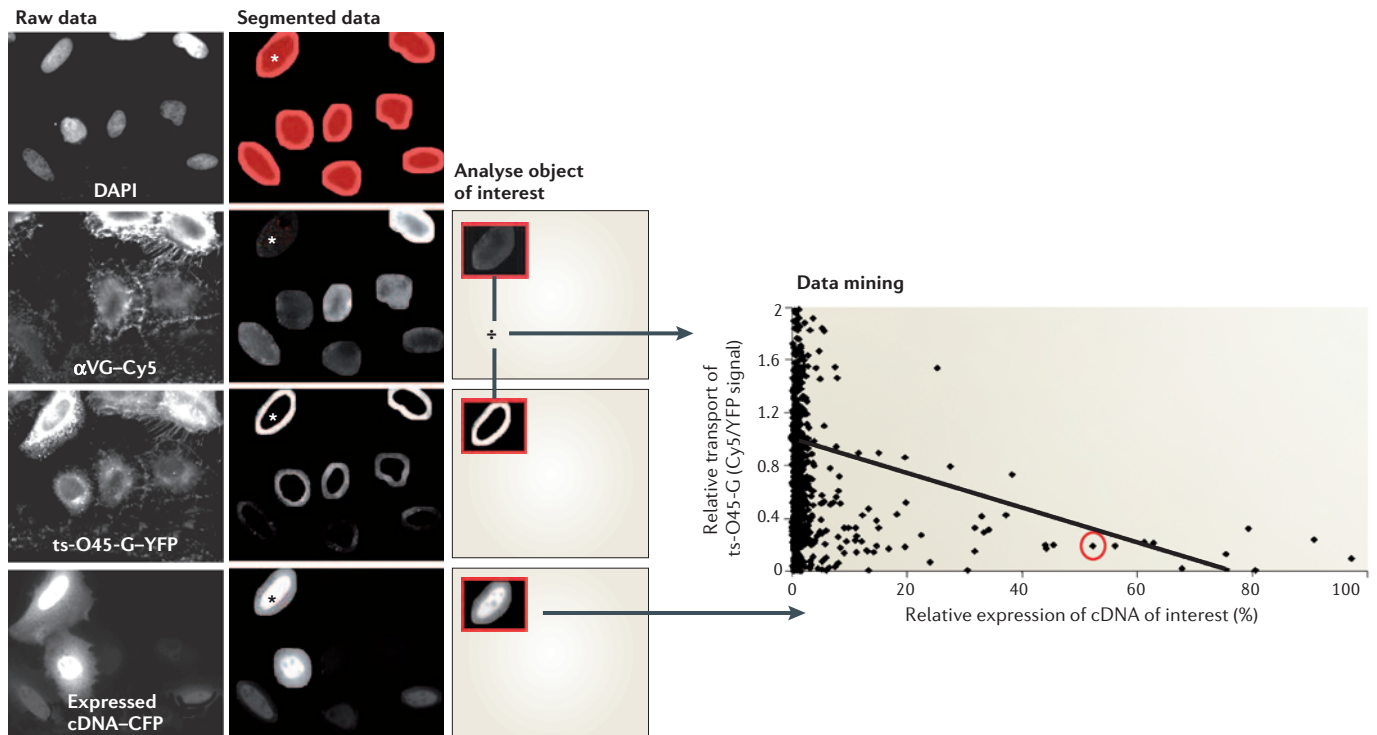 Raw data
Segmented data
DAPI
Analyse object
of interest
*
αVG–Cy5
*
÷
ts-O45-G–YFP
*
Expressed
cDNA–CFP
*
Data mining
Relative transport of
ts-O45-G (Cy5/YFP signal)
2
1.6
1.2
0.8
0.4
0
0
20
40
60
80
100
Relative expression of cDNA of interest (%)